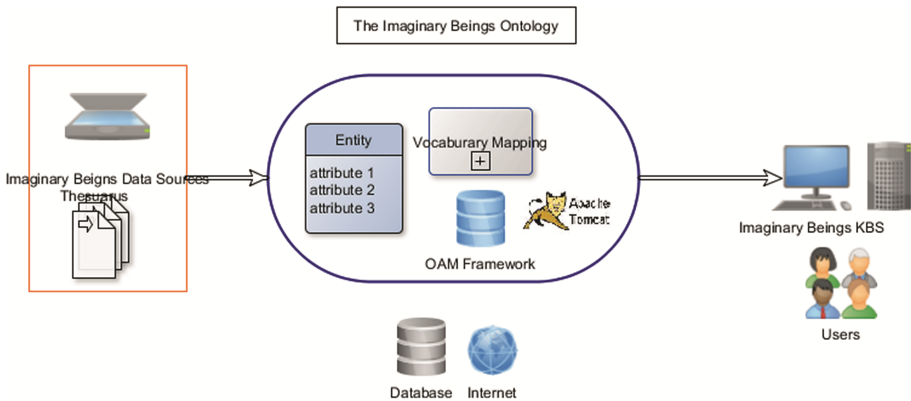 The Imaginary Beings Ontology
Imaginary Beigns Data Sources
Thesuarus
Entity
attribute 1
attribute 2
attribute 3
Vocaburary Mapping
+
Apache
Tomcat
OAM Framework
Imaginary Beings KBS
Users
Database
Internet